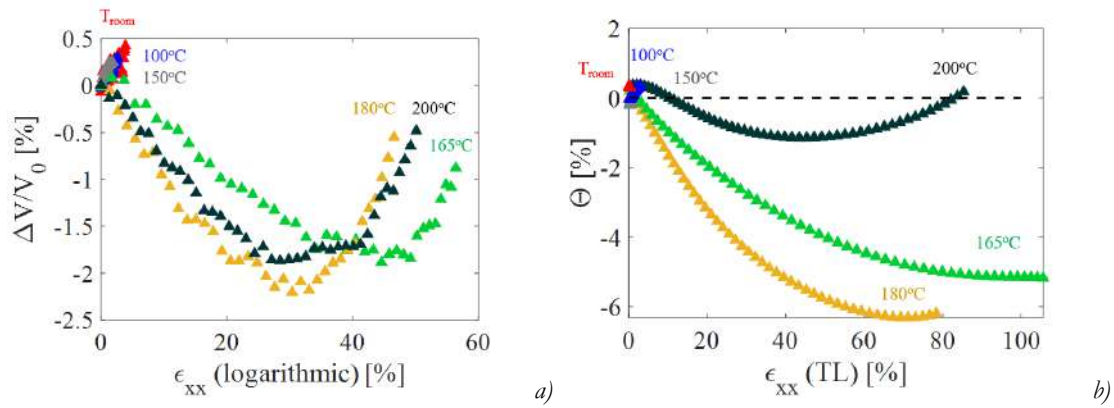 T_room
100°C
150°C
180°C
200°C
165°C
0.5
0
-0.5
-1
-1.5
-2
-2.5
0
20
40
60
ΔV/V_0 [%]
ϵ_xx (logarithmic) [%]
a)
100°C
T_room
150°C
200°C
165°C
180°C
2
0
-2
-4
-6
0
20
40
60
80
100
Θ [%]
ϵ_xx (TL) [%]
b)